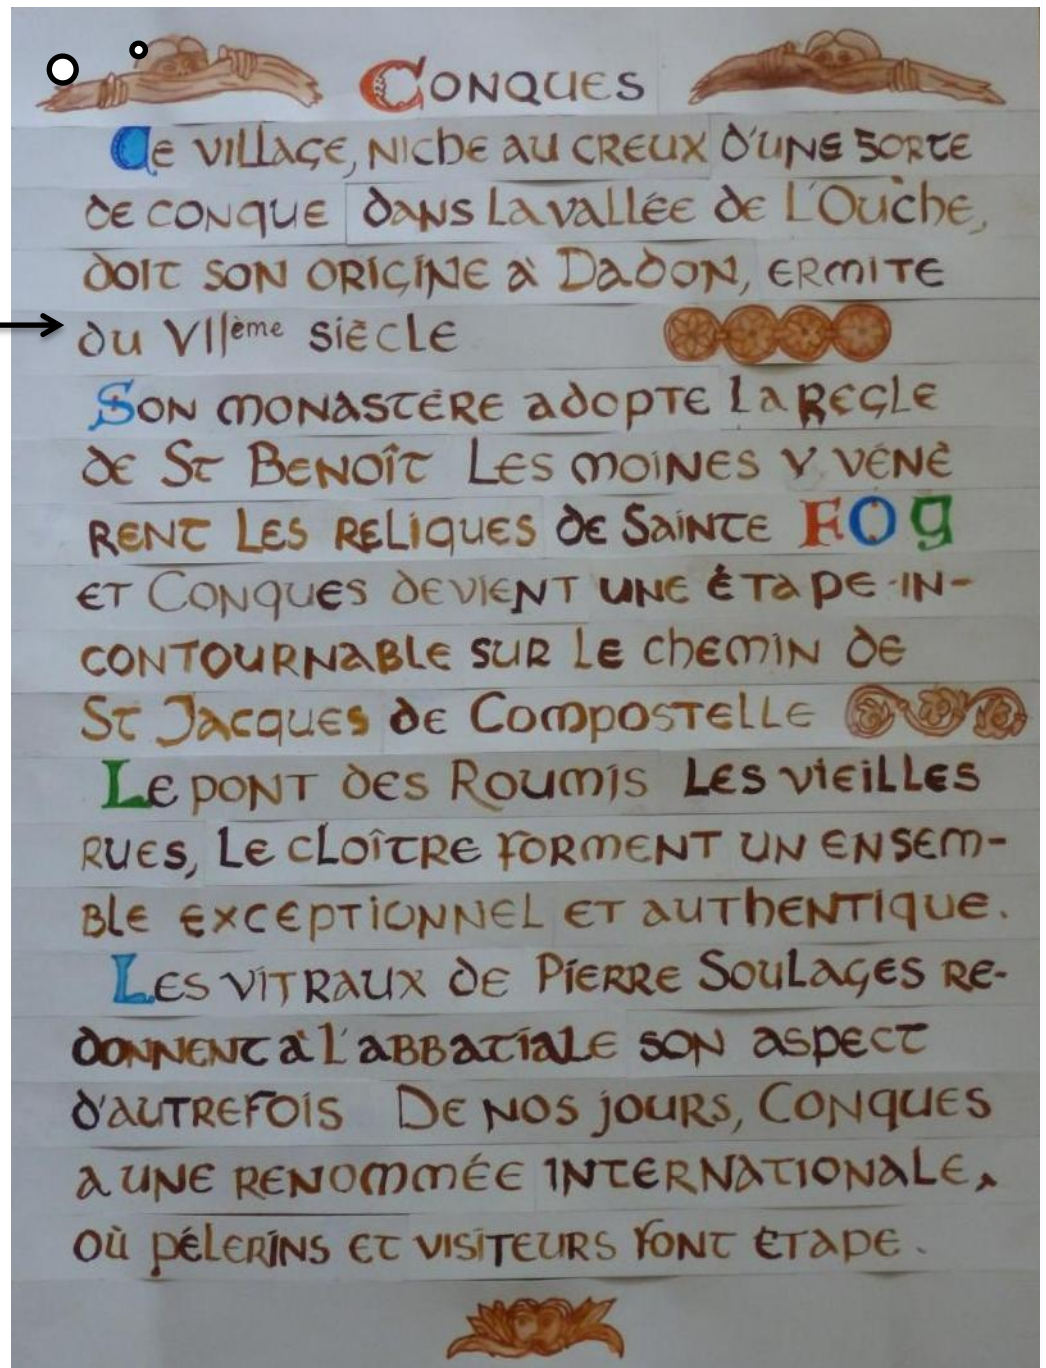 CONQUES
Ce village, niche au creux d'une sorte
de conque dans la vallée de l'Ouche,
doit son origine à Dadon, ermite
du VIIème siècle
Son monastère adopte la règle
de St Benoît Les moines y vénè
rent les reliques de Sainte FOY
et Conques devient une étape in-
contournable sur le chemin de
St Jacques de Compostelle
Le pont des Roumis les vieilles
rues, le cloître forment un ensem-
ble exceptionnel et authentique.
Les vitraux de Pierre Soulages re-
donnent à l'abbatiale son aspect
d'autrefois De nos jours, Conques
a une renommée internationale,
où pélerins et visiteurs font étape.